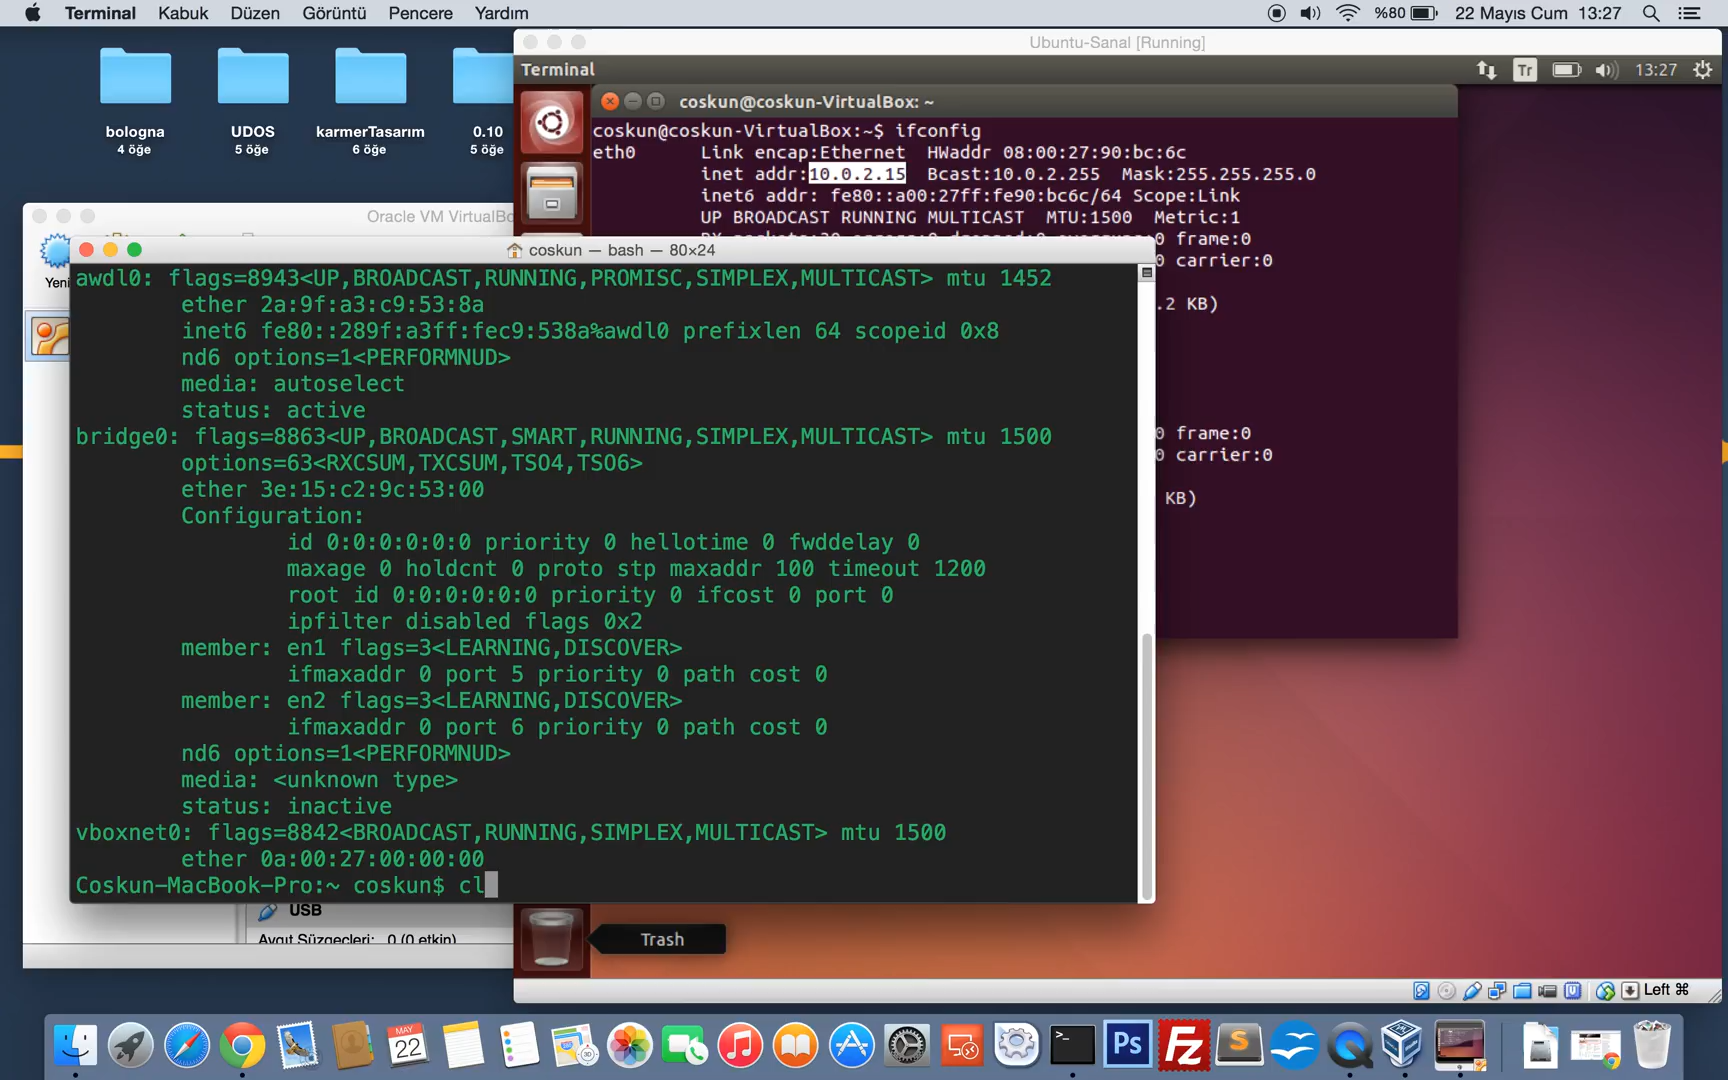 Terminal Kabuk Düzen Görüntü Pencere Yardım
%80 22 Mayıs Cum 13:27
bologna
4 öğe
UDOS
5 öğe
karmerTasarım
6 öğe
0.10
5 öğe
Ubuntu-Sanal [Running]
Terminal
Tr 13:27
coskun@coskun-VirtualBox: ~
coskun@coskun-VirtualBox:~$ ifconfig
eth0 Link encap:Ethernet HWaddr 08:00:27:90:bc:6c
inet addr:10.0.2.15 Bcast:10.0.2.255 Mask:255.255.255.0
inet6 addr: fe80::a00:27ff:fe90:bc6c/64 Scope:Link
UP BROADCAST RUNNING MULTICAST MTU:1500 Metric:1
0 frame:0
0 carrier:0
.2 KB)
0 frame:0
0 carrier:0
KB)
Oracle VM VirtualBo
Yeni
coskun — bash — 80×24
awdl0: flags=8943<UP,BROADCAST,RUNNING,PROMISC,SIMPLEX,MULTICAST> mtu 1452
ether 2a:9f:a3:c9:53:8a
inet6 fe80::289f:a3ff:fec9:538a%awdl0 prefixlen 64 scopeid 0x8
nd6 options=1<PERFORMNUD>
media: autoselect
status: active
bridge0: flags=8863<UP,BROADCAST,SMART,RUNNING,SIMPLEX,MULTICAST> mtu 1500
options=63<RXCSUM,TXCSUM,TSO4,TSO6>
ether 3e:15:c2:9c:53:00
Configuration:
id 0:0:0:0:0:0 priority 0 hellotime 0 fwddelay 0
maxage 0 holdcnt 0 proto stp maxaddr 100 timeout 1200
root id 0:0:0:0:0:0 priority 0 ifcost 0 port 0
ipfilter disabled flags 0x2
member: en1 flags=3<LEARNING,DISCOVER>
ifmaxaddr 0 port 5 priority 0 path cost 0
member: en2 flags=3<LEARNING,DISCOVER>
ifmaxaddr 0 port 6 priority 0 path cost 0
nd6 options=1<PERFORMNUD>
media: <unknown type>
status: inactive
vboxnet0: flags=8842<BROADCAST,RUNNING,SIMPLEX,MULTICAST> mtu 1500
ether 0a:00:27:00:00:00
Coskun-MacBook-Pro:~ coskun$ cl
USB
Aygıt Süzgeçleri: 0 (0 etkin)
Trash
Left ⌘
MAY
22
30
>_
Ps
Fz
S